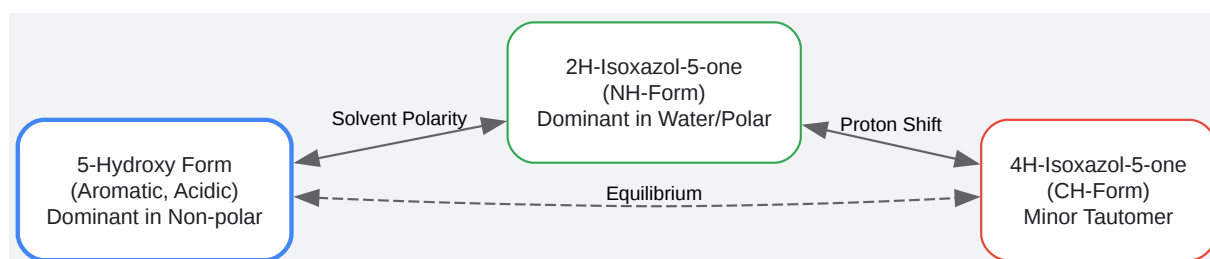 2H-Isoxazol-5-one
(NH-Form)
Dominant in Water/Polar
Solvent Polarity
Proton Shift
5-Hydroxy Form
(Aromatic, Acidic)
Dominant in Non-polar
Equilibrium
4H-Isoxazol-5-one
(CH-Form)
Minor Tautomer